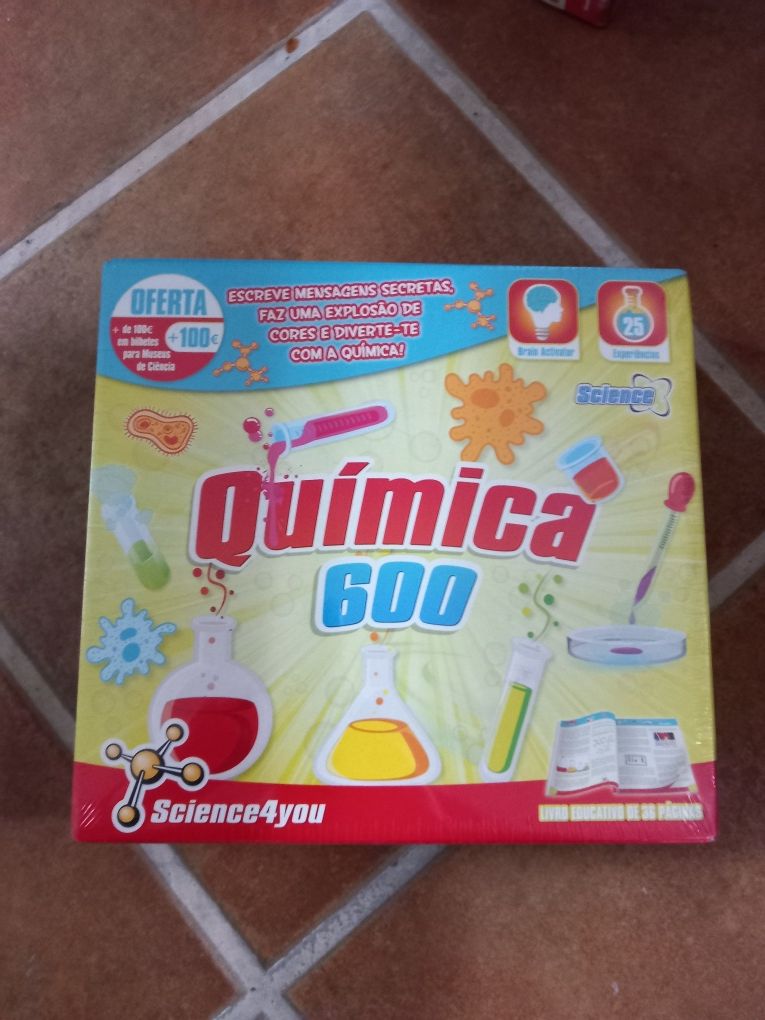 OFERTA
+ de 100€
em bilhetes
para Museus
de Ciência
+100€
ESCREVE MENSAGENS SECRETAS,
FAZ UMA EXPLOSÃO DE
CORES E DIVERTE-TE
COM A QUÍMICA!
Brain Activator
25
Experiências
Science
Química
600
Science4you
LIVRO EDUCATIVO DE 36 PÁGINAS